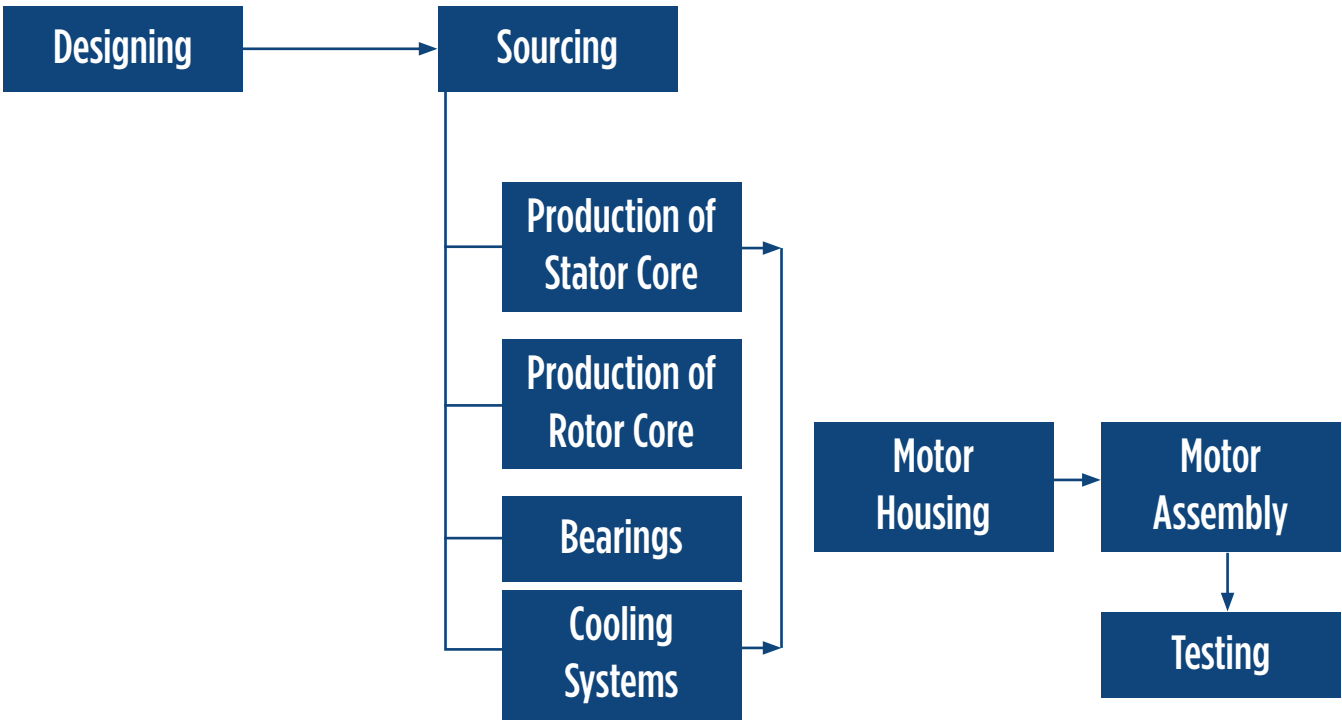 Designing
Sourcing
Production of
Stator Core
Production of
Rotor Core
Bearings
Cooling
Systems
Motor
Housing
Motor
Assembly
Testing